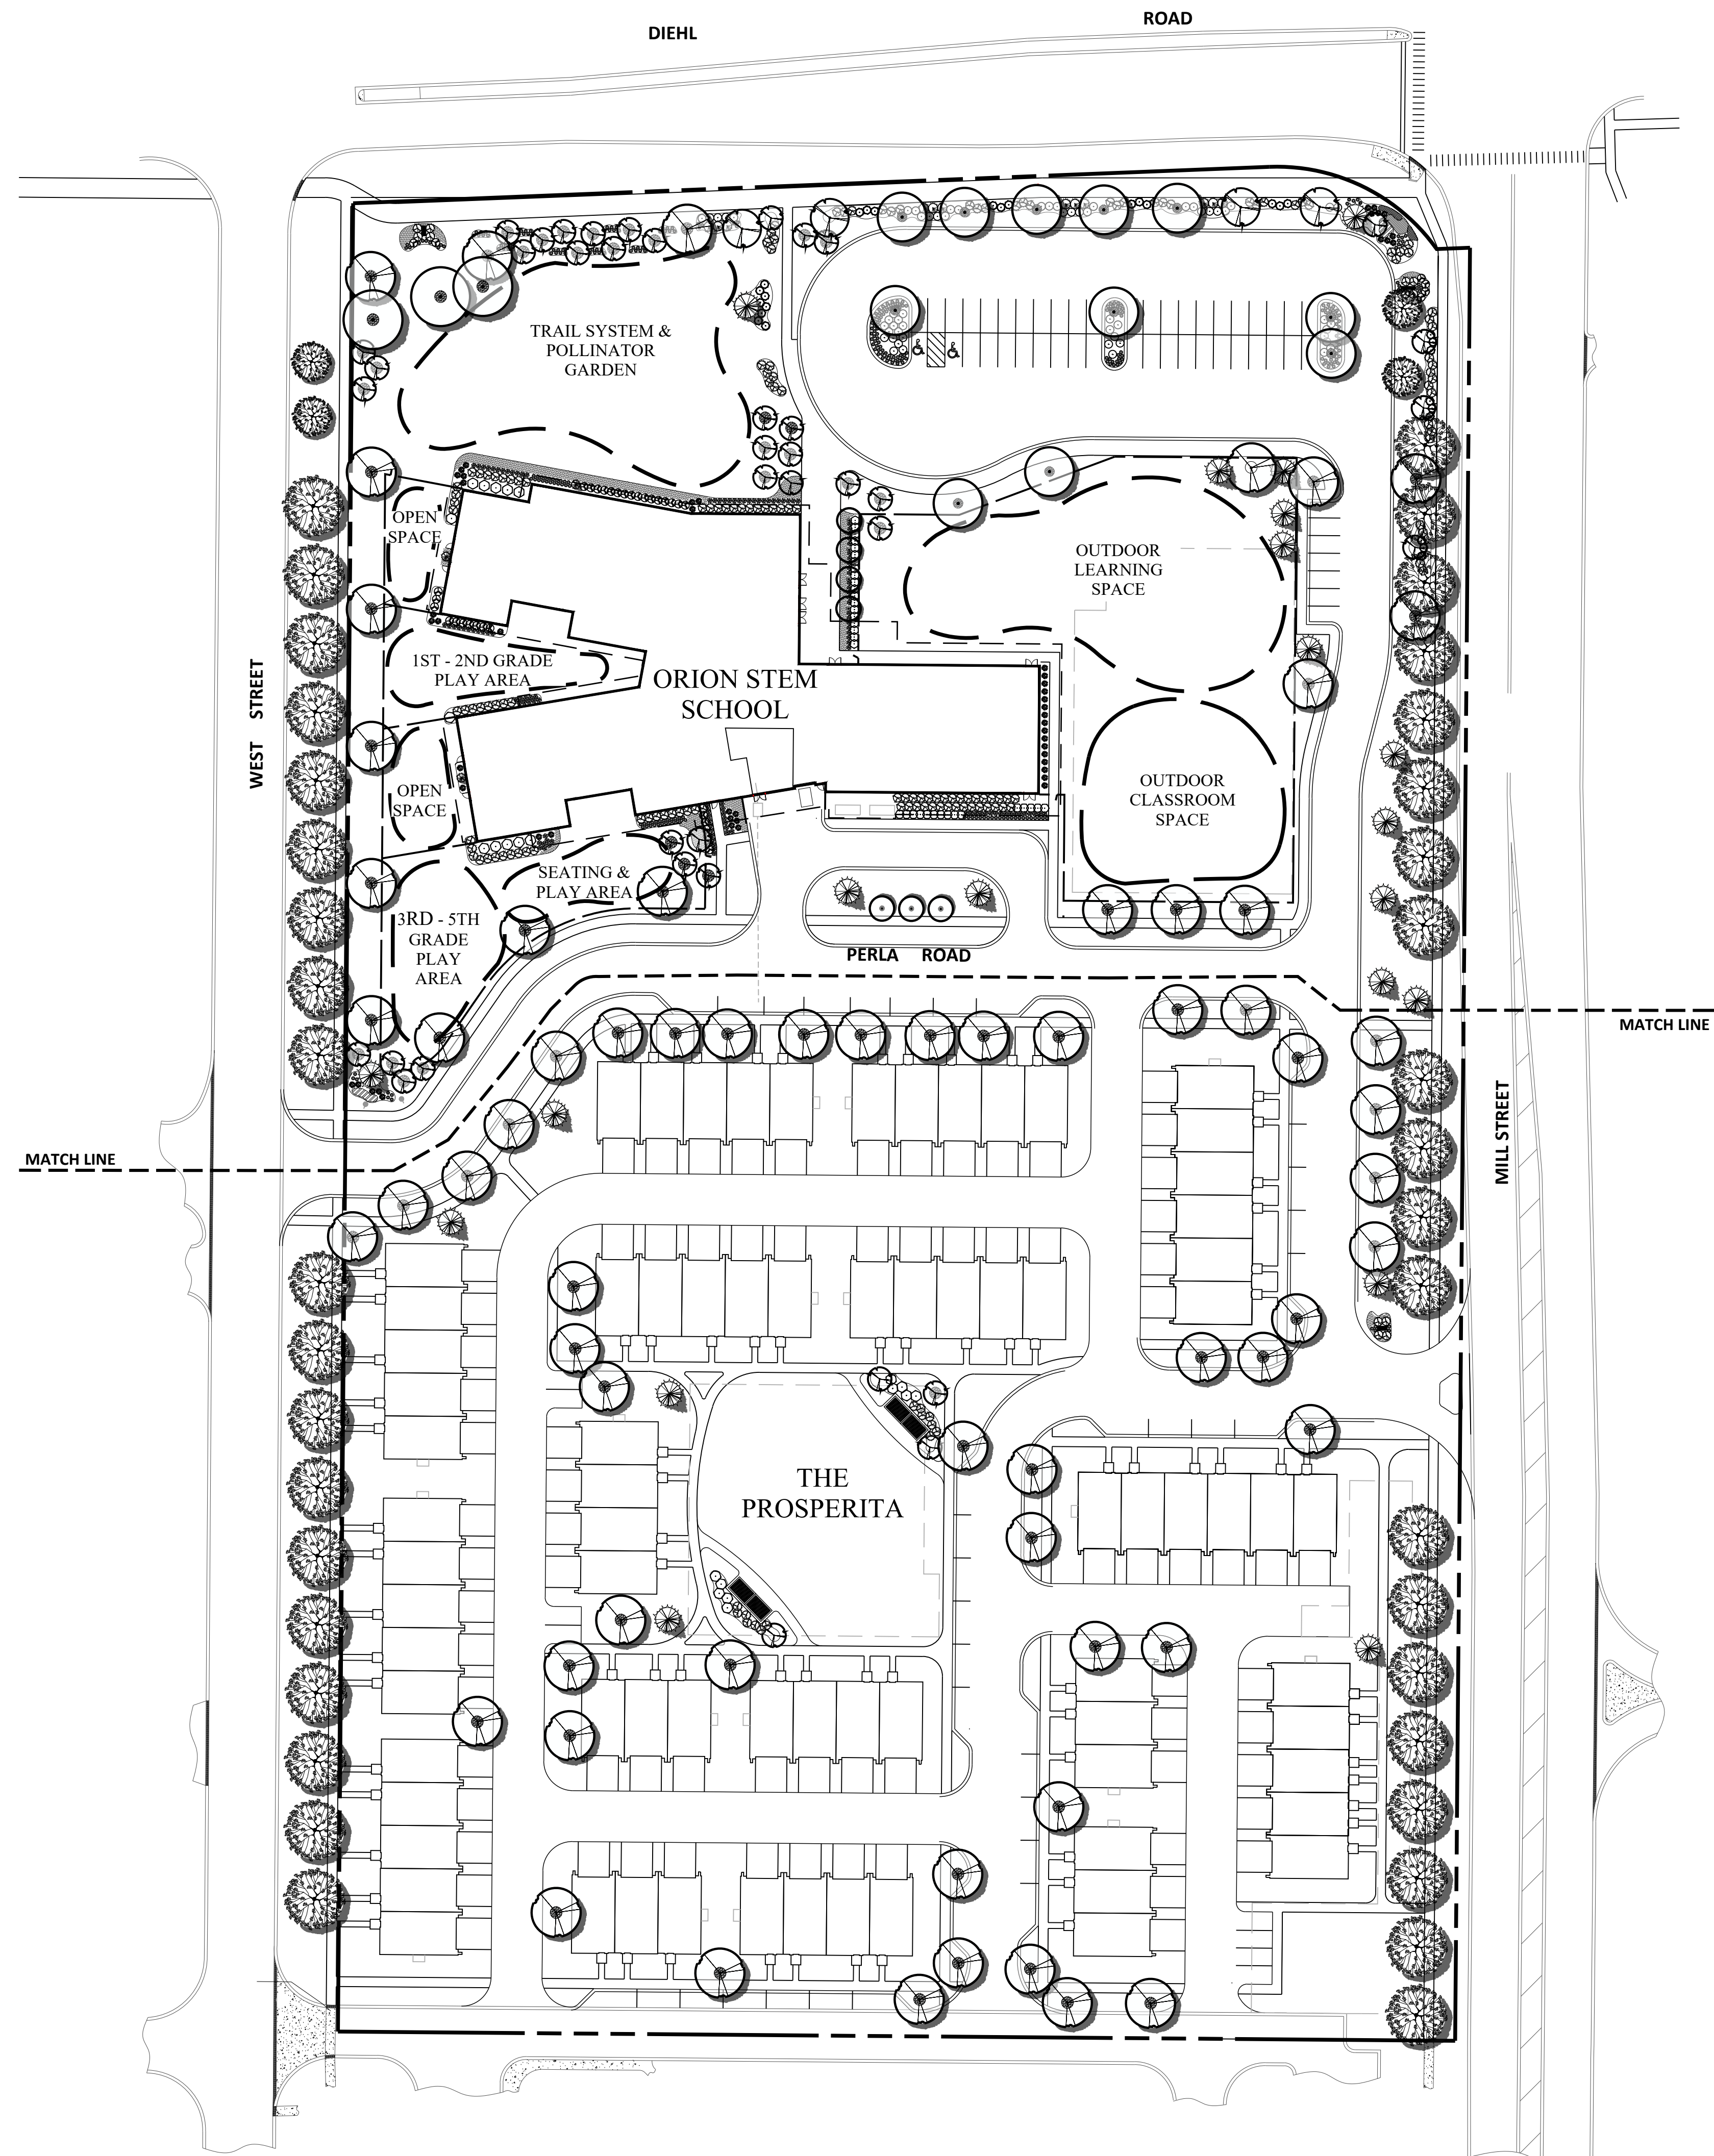 DIEHL ROAD
TRAIL SYSTEM &
POLLINATOR
GARDEN
OPEN
SPACE
OUTDOOR
LEARNING
SPACE
1ST - 2ND GRADE
PLAY AREA
ORION STEM
SCHOOL
WEST STREET
OPEN
SPACE
OUTDOOR
CLASSROOM
SPACE
SEATING &
PLAY AREA
3RD - 5TH
GRADE
PLAY
AREA
PERLA ROAD
MATCH LINE
MILL STREET
MATCH LINE
THE
PROSPERITA